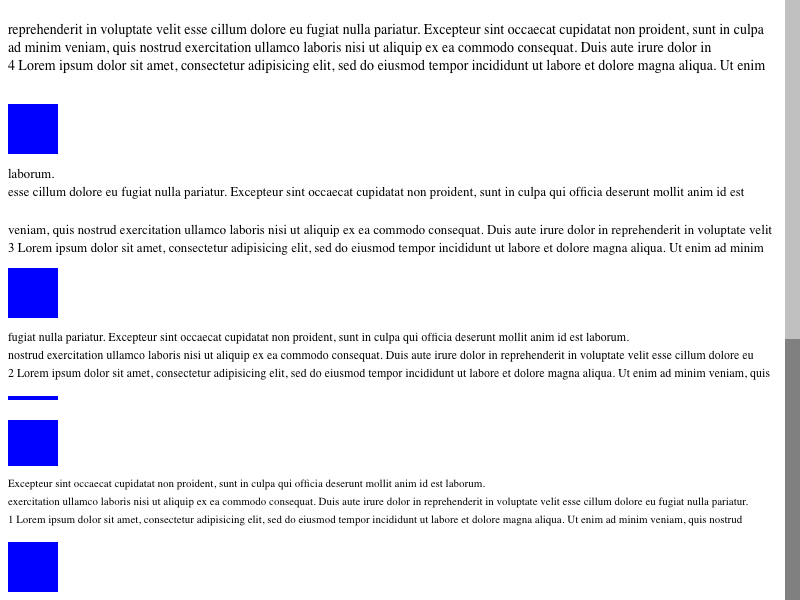 reprehenderit in voluptate velit esse cillum dolore eu fugiat nulla pariatur. Excepteur sint occaecat cupidatat non proident, sunt in culpa
ad minim veniam, quis nostrud exercitation ullamco laboris nisi ut aliquip ex ea commodo consequat. Duis aute irure dolor in
4 Lorem ipsum dolor sit amet, consectetur adipisicing elit, sed do eiusmod tempor incididunt ut labore et dolore magna aliqua. Ut enim
laborum.
esse cillum dolore eu fugiat nulla pariatur. Excepteur sint occaecat cupidatat non proident, sunt in culpa qui officia deserunt mollit anim id est
veniam, quis nostrud exercitation ullamco laboris nisi ut aliquip ex ea commodo consequat. Duis aute irure dolor in reprehenderit in voluptate velit
3 Lorem ipsum dolor sit amet, consectetur adipisicing elit, sed do eiusmod tempor incididunt ut labore et dolore magna aliqua. Ut enim ad minim
fugiat nulla pariatur. Excepteur sint occaecat cupidatat non proident, sunt in culpa qui officia deserunt mollit anim id est laborum.
nostrud exercitation ullamco laboris nisi ut aliquip ex ea commodo consequat. Duis aute irure dolor in reprehenderit in voluptate velit esse cillum dolore eu
2 Lorem ipsum dolor sit amet, consectetur adipisicing elit, sed do eiusmod tempor incididunt ut labore et dolore magna aliqua. Ut enim ad minim veniam, quis
Excepteur sint occaecat cupidatat non proident, sunt in culpa qui officia deserunt mollit anim id est laborum.
exercitation ullamco laboris nisi ut aliquip ex ea commodo consequat. Duis aute irure dolor in reprehenderit in voluptate velit esse cillum dolore eu fugiat nulla pariatur.
1 Lorem ipsum dolor sit amet, consectetur adipisicing elit, sed do eiusmod tempor incididunt ut labore et dolore magna aliqua. Ut enim ad minim veniam, quis nostrud